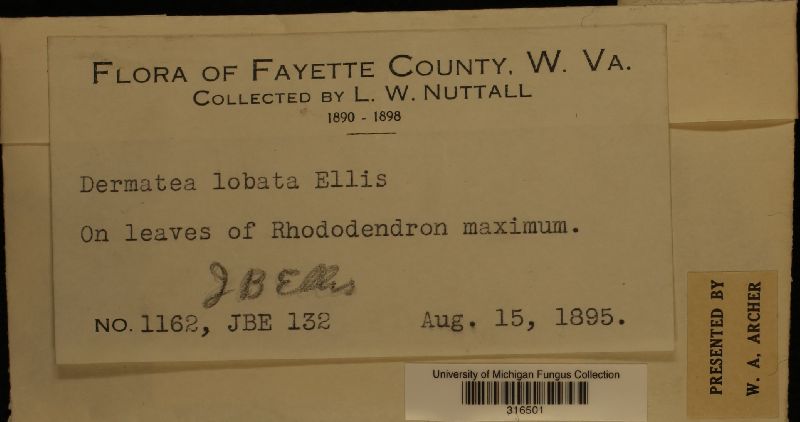 FLORA OF FAYETTE COUNTY, W. VA.
COLLECTED BY L. W. NUTTALL
1890 - 1898
Dermatea lobata Ellis
On leaves of Rhododendron maximum.
J B Ellis
NO. 1162, JBE 132 Aug. 15, 1895.
PRESENTED BY
W. A. ARCHER
University of Michigan Fungus Collection
316501